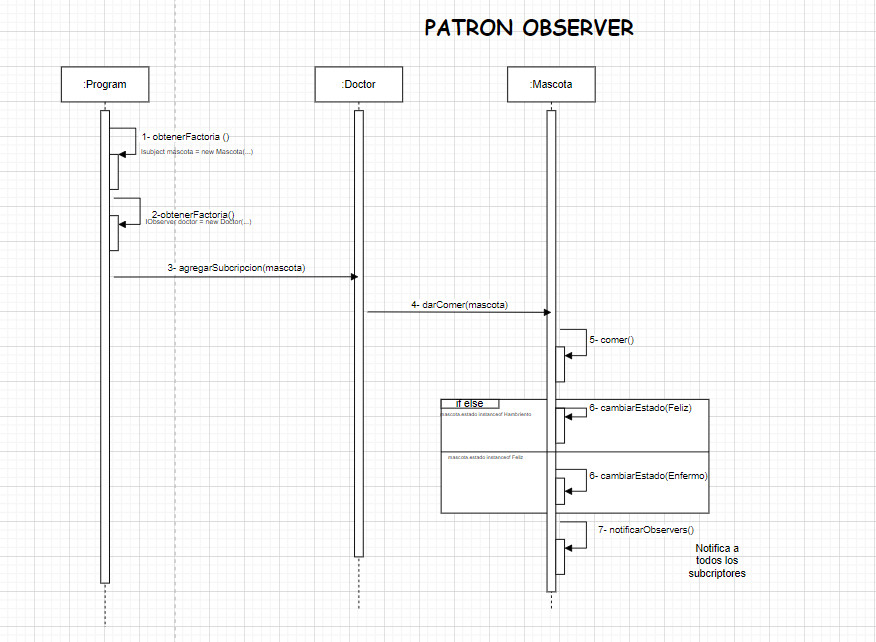 PATRON OBSERVER
:Program
:Doctor
:Mascota
1- obtenerFactoria ()
Isubject mascota = new Mascota(...)
2-obtenerFactoria()
IObserver doctor = new Doctor(...)
3- agregarSubcripcion(mascota)
4- darComer(mascota)
5- comer()
if else
mascota.estado instanceof Hambriento
6- cambiarEstado(Feliz)
mascota.estado instanceof Feliz
6- cambiarEstado(Enfermo)
7- notificarObservers()
Notifica a
todos los
subcriptores